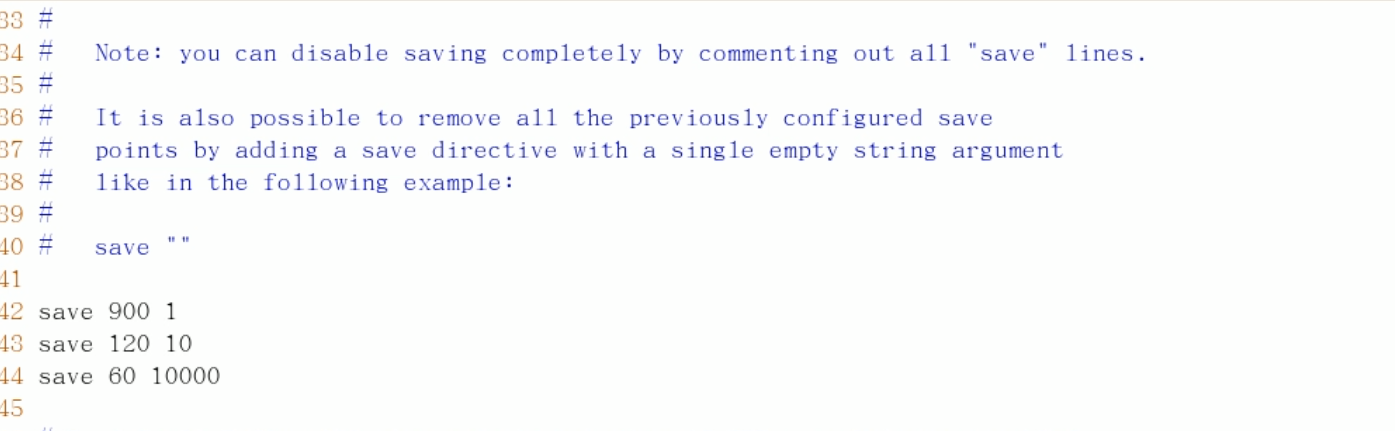 33 #
34 #   Note: you can disable saving completely by commenting out all "save" lines.
35 #
36 #   It is also possible to remove all the previously configured save
37 #   points by adding a save directive with a single empty string argument
38 #   like in the following example:
39 #
40 #   save ""
41
42 save 900 1
43 save 120 10
44 save 60 10000
45